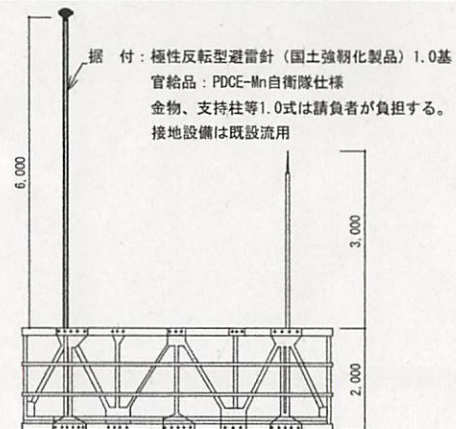 据　付：極性反転型避雷針（国土強靱化製品）1.0基
官給品：PDCE-Mn自衛隊仕様
金物、支持柱等1.0式は請負者が負担する。
接地設備は既設流用
6,000
3,000
2,000